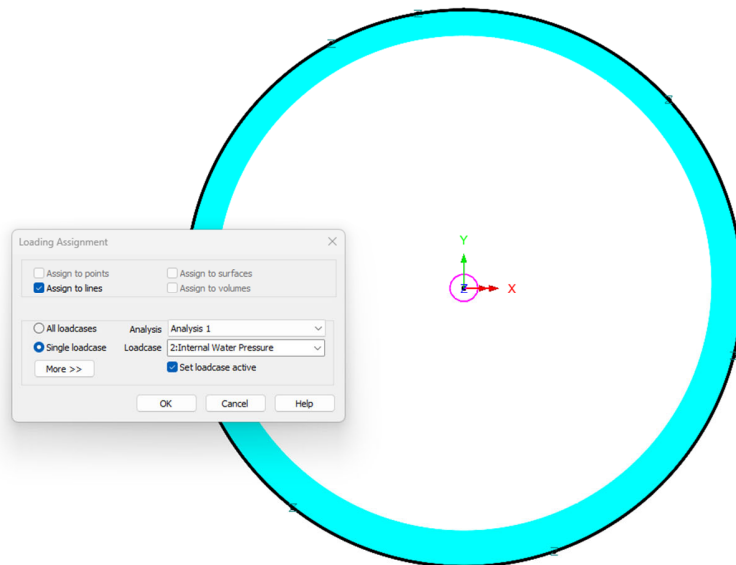 Z
Z
Z
Loading Assignment
Assign to points
Assign to surfaces
Assign to lines
Assign to volumes
All loadcases
Analysis
Analysis 1
Single loadcase
Loadcase
2:Internal Water Pressure
More >>
Set loadcase active
OK
Cancel
Help
Y
Z
X
Z
Z
Z